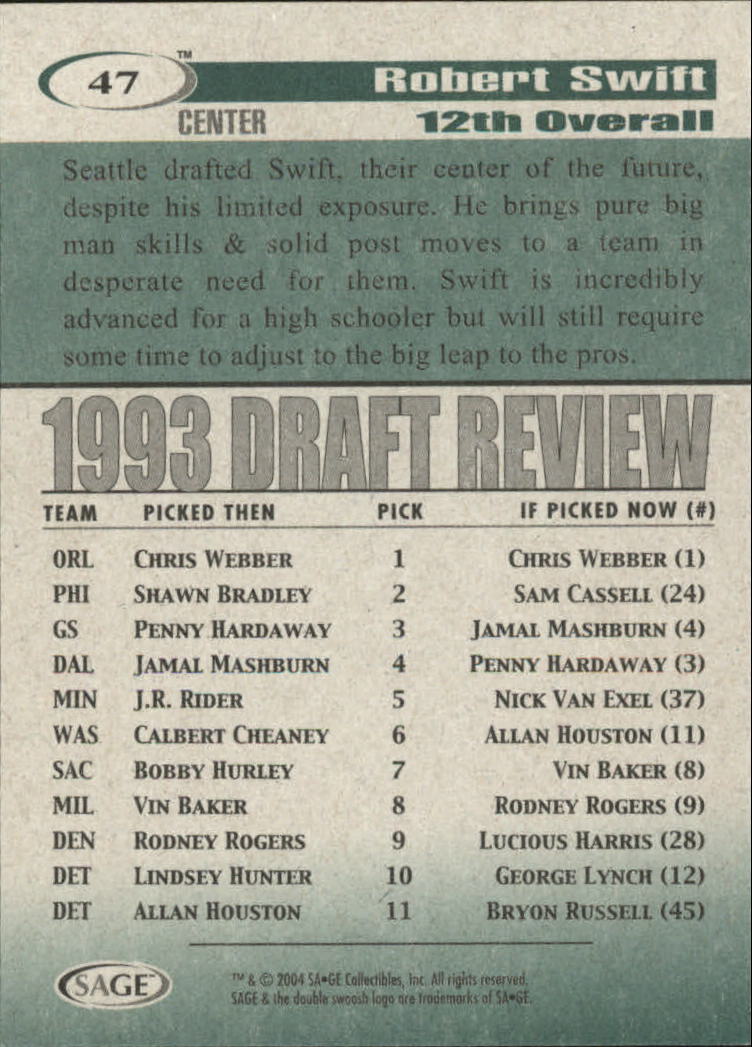 TM
47 Robert Swift
CENTER 12th Overall
Seattle drafted Swift, their center of the future,
despite his limited exposure. He brings pure big
man skills & solid post moves to a team in
desperate need for them. Swift is incredibly
advanced for a high schooler but will still require
some time to adjust to the big leap to the pros.
1993 DRAFT REVIEW
TEAM PICKED THEN PICK IF PICKED NOW (#)
ORL CHRIS WEBBER 1 CHRIS WEBBER (1)
PHI SHAWN BRADLEY 2 SAM CASSELL (24)
GS PENNY HARDAWAY 3 JAMAL MASHBURN (4)
DAL JAMAL MASHBURN 4 PENNY HARDAWAY (3)
MIN J.R. RIDER 5 NICK VAN EXEL (37)
WAS CALBERT CHEANEY 6 ALLAN HOUSTON (11)
SAC BOBBY HURLEY 7 VIN BAKER (8)
MIL VIN BAKER 8 RODNEY ROGERS (9)
DEN RODNEY ROGERS 9 LUCIOUS HARRIS (28)
DET LINDSEY HUNTER 10 GEORGE LYNCH (12)
DET ALLAN HOUSTON 11 BRYON RUSSELL (45)
SAGE
™ & © 2004 SA•GE Collectibles, Inc. All rights reserved.
SAGE & the double swoosh logo are trademarks of SA•GE.